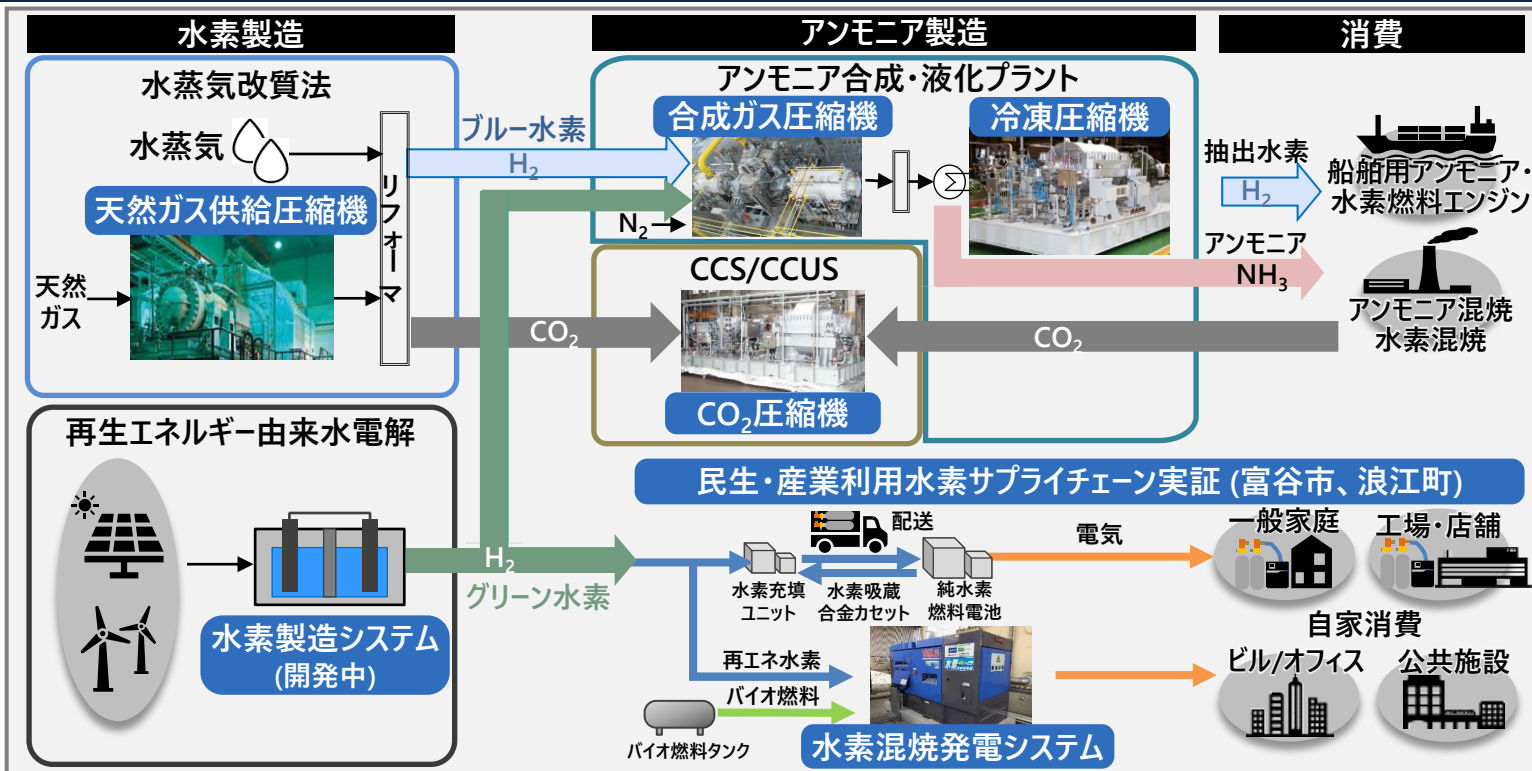 水素製造
アンモニア製造
消費
水蒸気改質法
水蒸気
天然ガス供給圧縮機
天然
ガス
リフォーマ
ブルー水素
H₂
アンモニア合成・液化プラント
合成ガス圧縮機
冷凍圧縮機
N₂
抽出水素
H₂
船舶用アンモニア・
水素燃料エンジン
アンモニア
NH₃
アンモニア混焼
水素混焼
CCS/CCUS
CO₂
CO₂
CO₂圧縮機
再生エネルギー由来水電解
水素製造システム
(開発中)
H₂
グリーン水素
民生・産業利用水素サプライチェーン実証 (富谷市、浪江町)
配送
水素充填
ユニット
水素吸蔵
合金カセット
純水素
燃料電池
電気
一般家庭
工場・店舗
自家消費
ビル/オフィス
公共施設
再エネ水素
バイオ燃料
バイオ燃料タンク
水素混焼発電システム